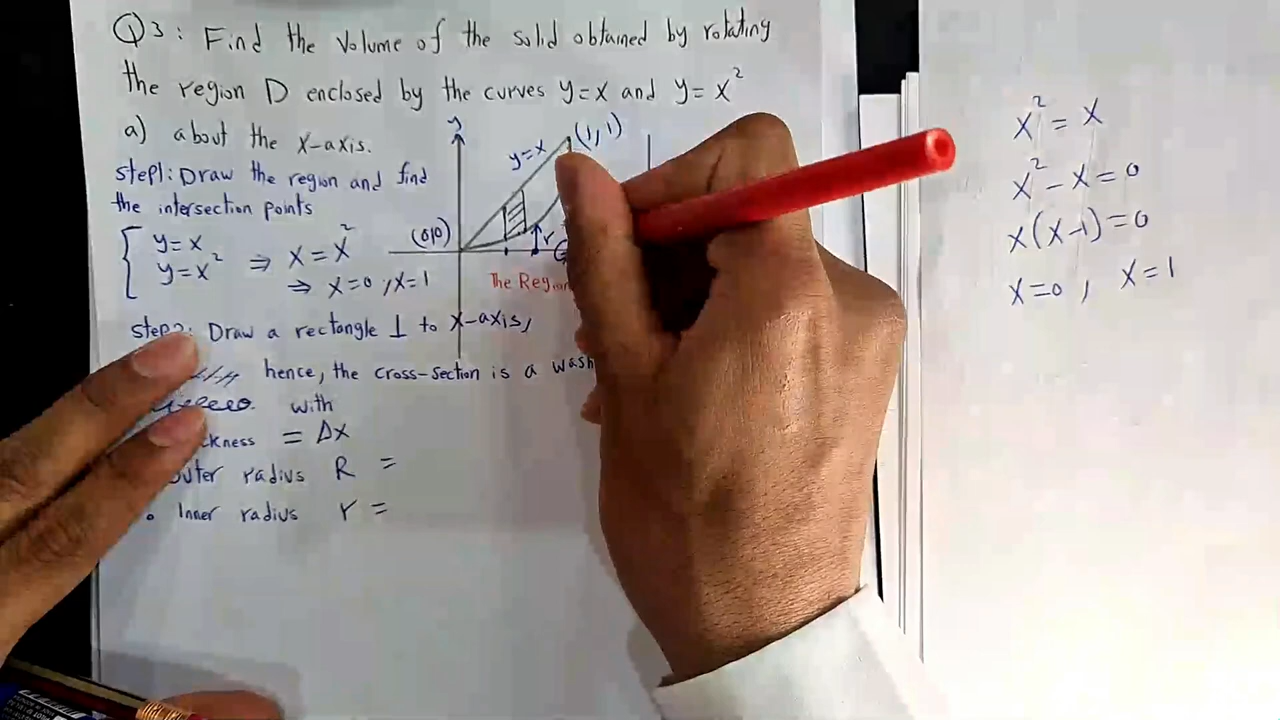 Q3: Find the Volume of the solid obtained by rotating
the region D enclosed by the curves y=x and y=x²
a) about the x-axis.
step1: Draw the region and find
the intersection points
y=x
y=x²
⇒ x=x²
⇒ x=0, x=1
y
y=x
(1,1)
(0,0)
r
The Region
step2: Draw a rectangle ⊥ to x-axis,
hence, the cross-section is a wash
with
ckness = Δx
outer radius R =
Inner radius r =
x² = x
x² - x = 0
x(x-1) = 0
x=0, x=1